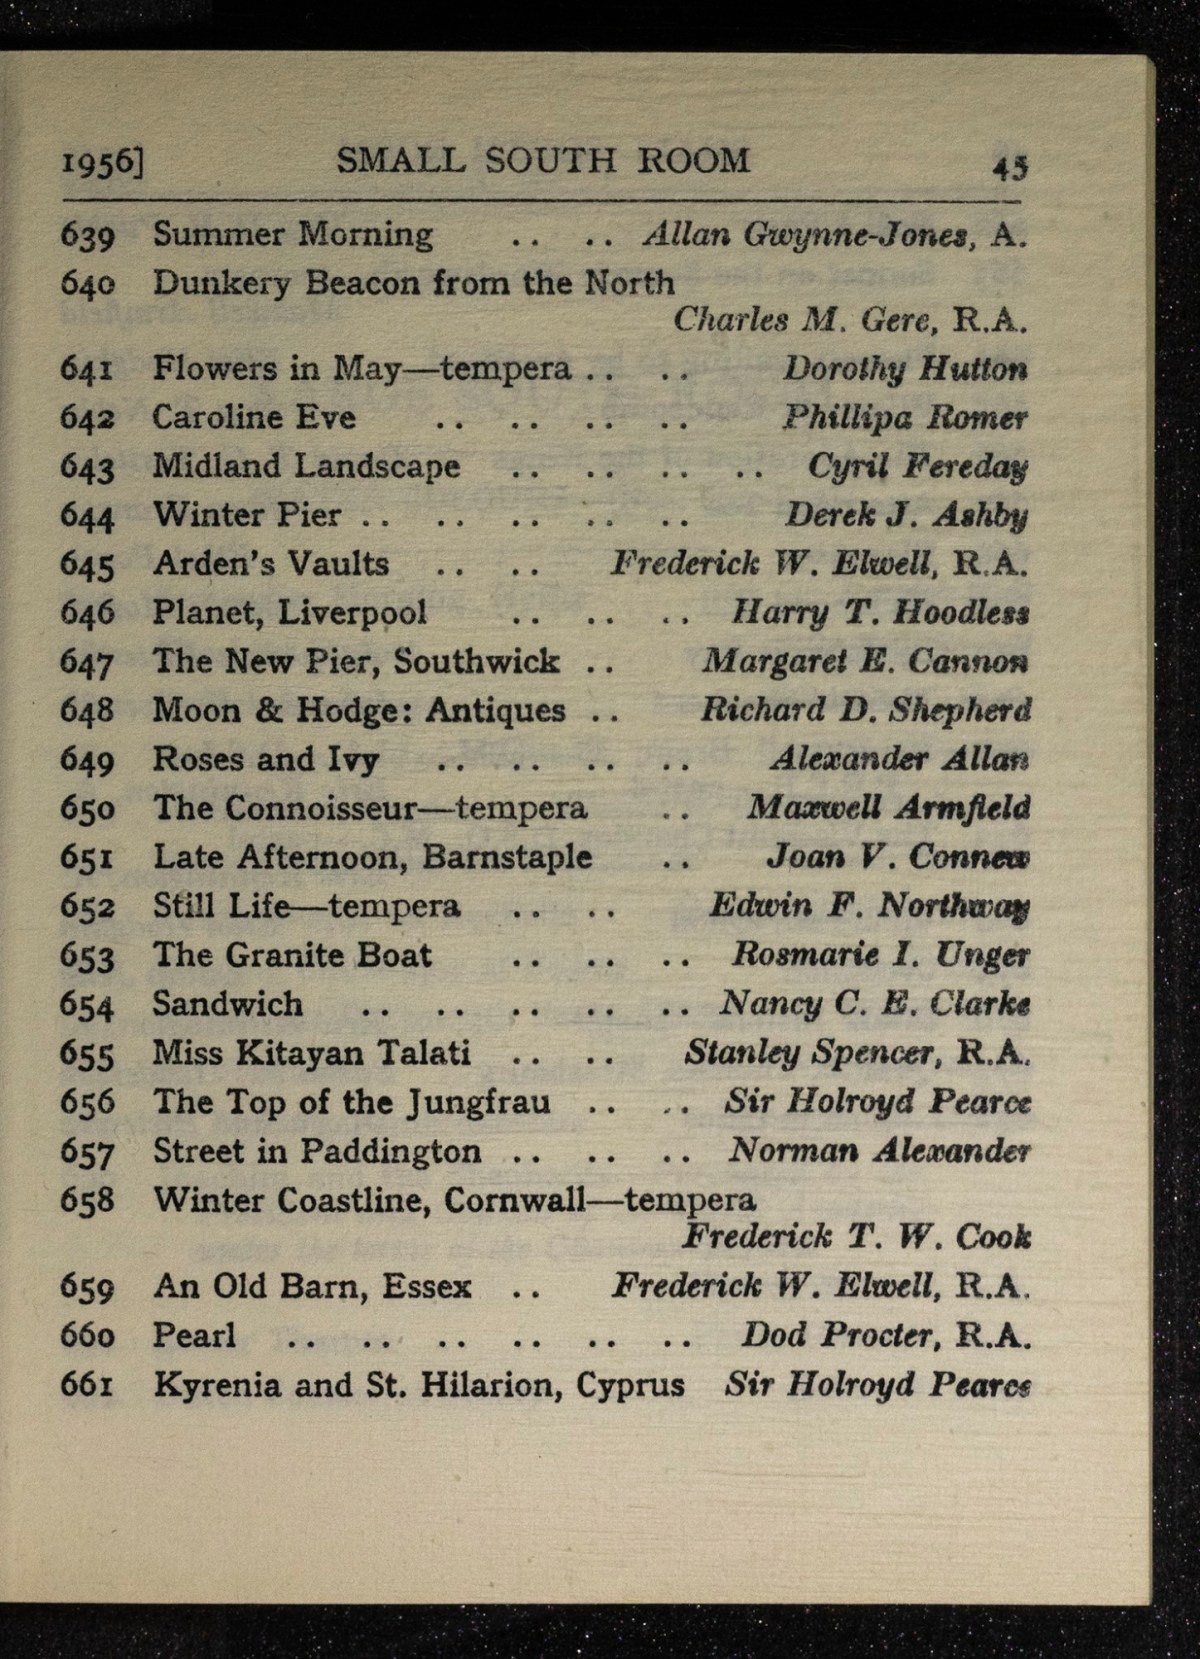 1956] SMALL SOUTH ROOM 45
639 Summer Morning .. .. Allan Gwynne-Jones, A.
640 Dunkery Beacon from the North
Charles M. Gere, R.A.
641 Flowers in May—tempera .. .. Dorothy Hutton
642 Caroline Eve .. .. .. .. Phillipa Romer
643 Midland Landscape .. .. .. .. Cyril Fereday
644 Winter Pier .. .. .. .. .. Derek J. Ashby
645 Arden's Vaults .. .. Frederick W. Elwell, R.A.
646 Planet, Liverpool .. .. .. Harry T. Hoodless
647 The New Pier, Southwick .. Margaret E. Cannon
648 Moon & Hodge: Antiques .. Richard D. Shepherd
649 Roses and Ivy .. .. .. .. Alexander Allan
650 The Connoisseur—tempera .. Maxwell Armfield
651 Late Afternoon, Barnstaple .. Joan V. Connew
652 Still Life—tempera .. .. Edwin F. Northway
653 The Granite Boat .. .. .. Rosmarie I. Unger
654 Sandwich .. .. .. .. .. Nancy C. E. Clarke
655 Miss Kitayan Talati .. .. Stanley Spencer, R.A.
656 The Top of the Jungfrau .. .. Sir Holroyd Pearce
657 Street in Paddington .. .. .. Norman Alexander
658 Winter Coastline, Cornwall—tempera
Frederick T. W. Cook
659 An Old Barn, Essex .. Frederick W. Elwell, R.A.
660 Pearl .. .. .. .. .. .. Dod Procter, R.A.
661 Kyrenia and St. Hilarion, Cyprus Sir Holroyd Pearce